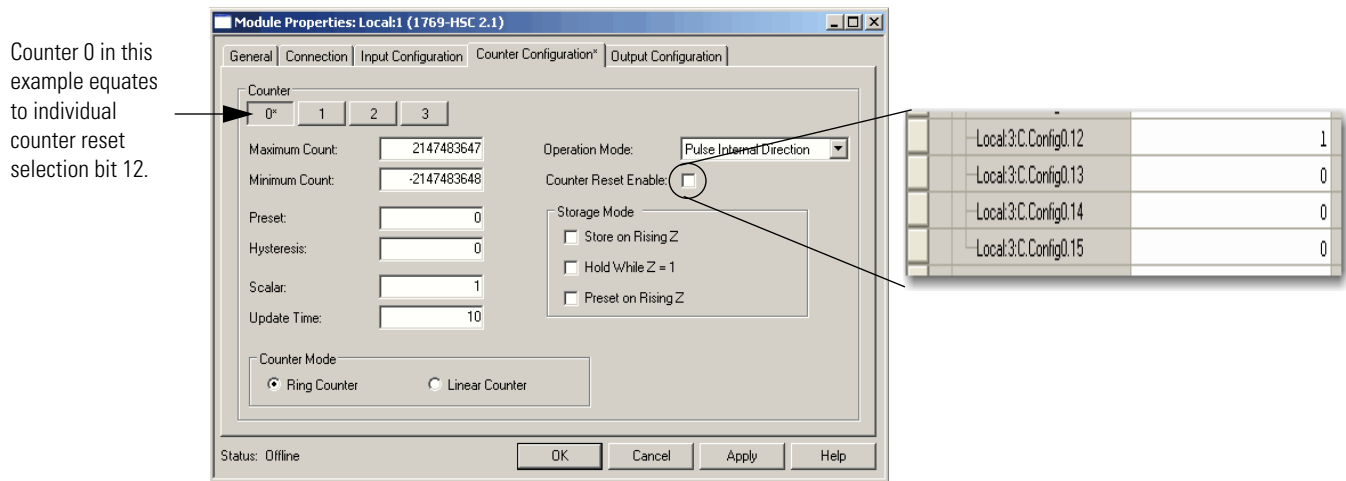 Counter 0 in this
example equates
to individual
counter reset
selection bit 12.
Module Properties: Local:1 (1769-HSC 2.1)
General Connection Input Configuration Counter Configuration* Output Configuration
Counter
0* 1 2 3
Maximum Count: 2147483647
Minimum Count: -2147483648
Preset: 0
Hysteresis: 0
Scalar: 1
Update Time: 10
Operation Mode: Pulse Internal Direction
Counter Reset Enable:
Storage Mode
Store on Rising Z
Hold While Z = 1
Preset on Rising Z
Counter Mode
Ring Counter Linear Counter
Status: Offline OK Cancel Apply Help
Local:3:C.Config0.12 1
Local:3:C.Config0.13 0
Local:3:C.Config0.14 0
Local:3:C.Config0.15 0